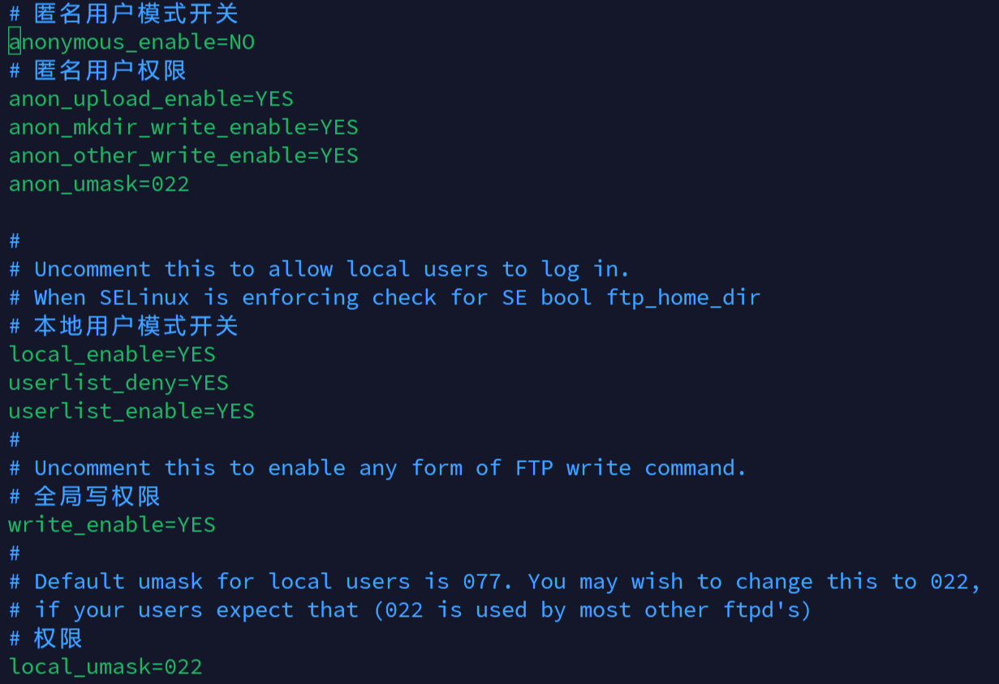 # 匿名用户模式开关
anonymous_enable=NO
# 匿名用户权限
anon_upload_enable=YES
anon_mkdir_write_enable=YES
anon_other_write_enable=YES
anon_umask=022
#
# Uncomment this to allow local users to log in.
# When SELinux is enforcing check for SE bool ftp_home_dir
# 本地用户模式开关
local_enable=YES
userlist_deny=YES
userlist_enable=YES
#
# Uncomment this to enable any form of FTP write command.
# 全局写权限
write_enable=YES
#
# Default umask for local users is 077. You may wish to change this to 022,
# if your users expect that (022 is used by most other ftpd's)
# 权限
local_umask=022